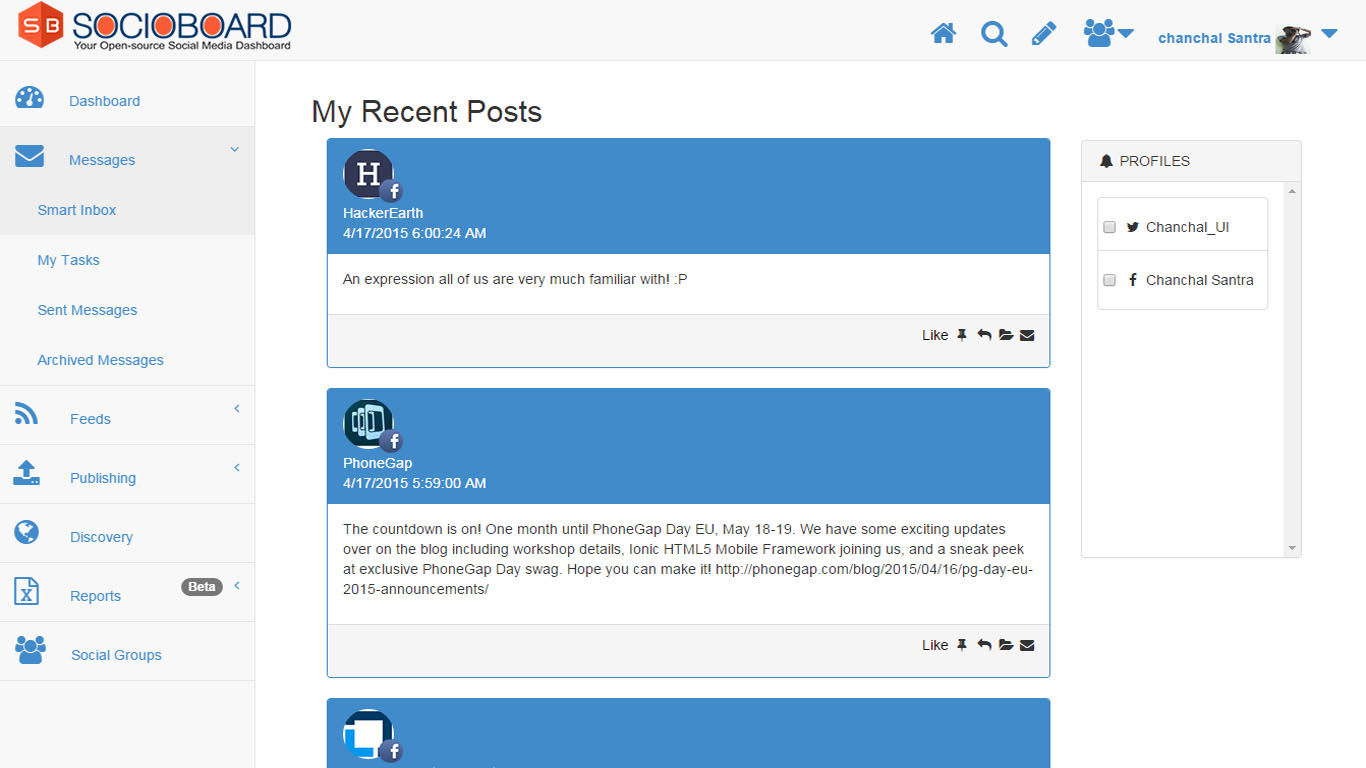 SB SOCIOBOARD
Your Open-source Social Media Dashboard
chanchal Santra
Dashboard
Messages
Smart Inbox
My Tasks
Sent Messages
Archived Messages
Feeds
Publishing
Discovery
Reports Beta
Social Groups
My Recent Posts
H
f
HackerEarth
4/17/2015 6:00:24 AM
An expression all of us are very much familiar with! :P
Like
f
PhoneGap
4/17/2015 5:59:00 AM
The countdown is on! One month until PhoneGap Day EU, May 18-19. We have some exciting updates
over on the blog including workshop details, Ionic HTML5 Mobile Framework joining us, and a sneak peek
at exclusive PhoneGap Day swag. Hope you can make it! http://phonegap.com/blog/2015/04/16/pg-day-eu-
2015-announcements/
Like
f
PROFILES
Chanchal_UI
f Chanchal Santra